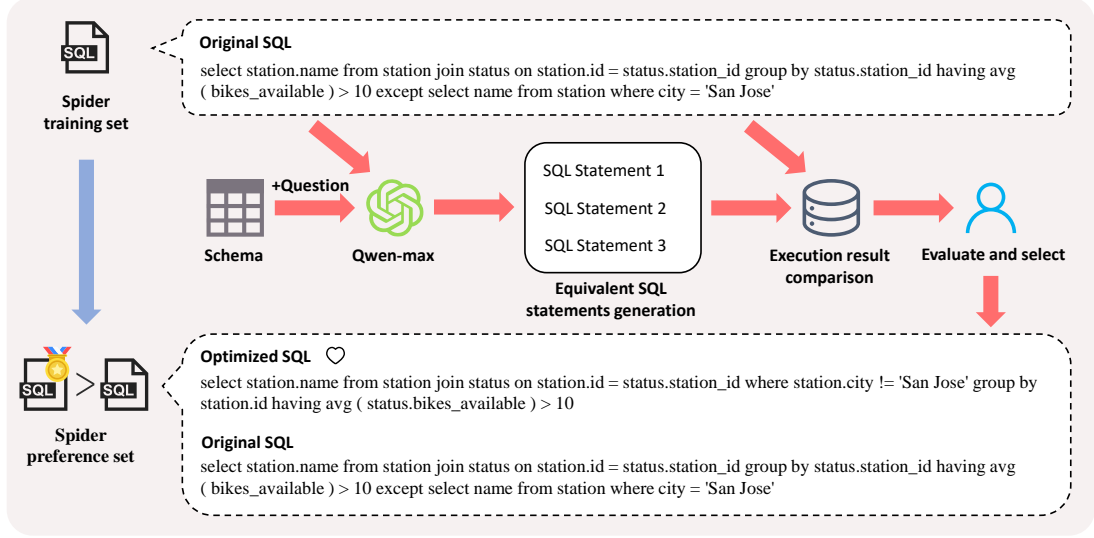 SQL
Spider
training set
Original SQL
select station.name from station join status on station.id = status.station_id group by status.station_id having avg
( bikes_available ) > 10 except select name from station where city = 'San Jose'
+Question
Schema
Qwen-max
SQL Statement 1
SQL Statement 2
SQL Statement 3
Equivalent SQL
statements generation
Execution result
comparison
Evaluate and select
SQL > SQL
Spider
preference set
Optimized SQL
select station.name from station join status on station.id = status.station_id where station.city != 'San Jose' group by
station.id having avg ( status.bikes_available ) > 10
Original SQL
select station.name from station join status on station.id = status.station_id group by status.station_id having avg
( bikes_available ) > 10 except select name from station where city = 'San Jose'